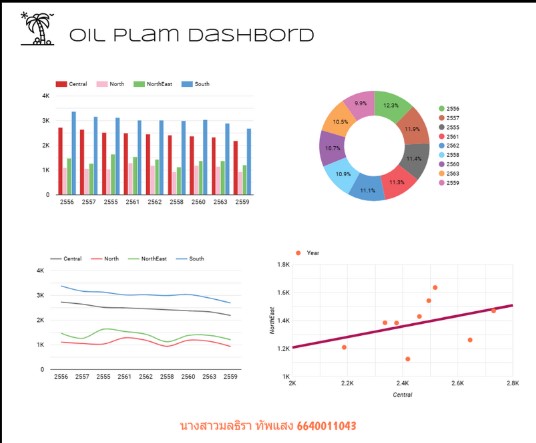 OIL PLAM DASHBORD
Central North NorthEast South
4K
3K
2K
1K
0
2556 2557 2555 2561 2562 2558 2560 2563 2559
12.3%
11.9%
11.4%
11.3%
11.1%
10.9%
10.7%
10.5%
9.9%
2556
2557
2555
2561
2562
2558
2560
2563
2559
Central North NorthEast South
4K
3K
2K
1K
0
2556 2557 2555 2561 2562 2558 2560 2563 2559
Year
1.8K
1.6K
1.4K
1.2K
1K
NorthEast
2K 2.2K 2.4K 2.6K 2.8K
Central
นางสาวมลธิรา ทัพแสง 6640011043